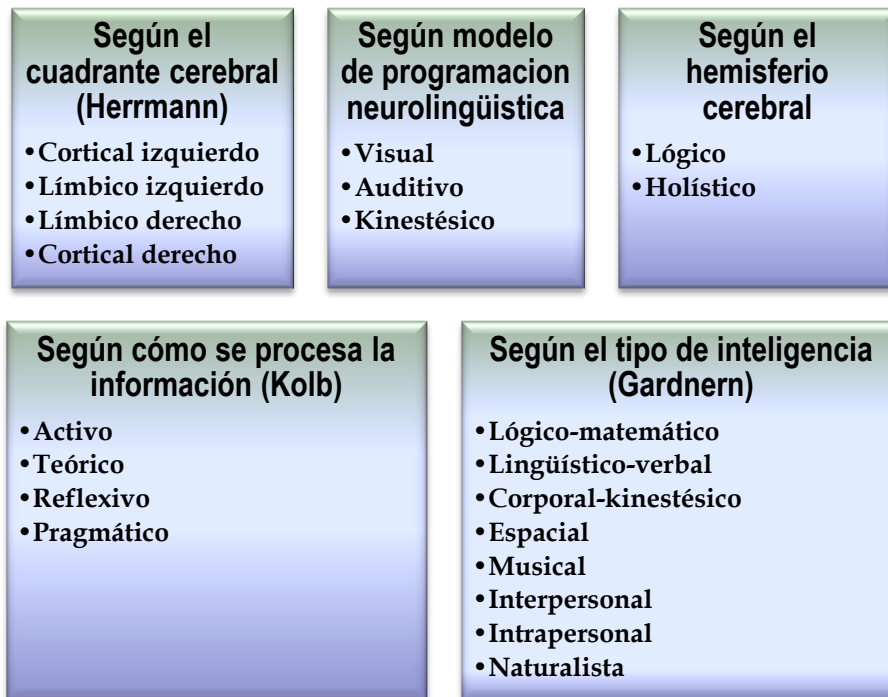 Según el
cuadrante cerebral
(Herrmann)
•Cortical izquierdo
•Límbico izquierdo
•Límbico derecho
•Cortical derecho
Según modelo
de programacion
neurolingüistica
•Visual
•Auditivo
•Kinestésico
Según el
hemisferio
cerebral
•Lógico
•Holístico
Según cómo se procesa la
información (Kolb)
•Activo
•Teórico
•Reflexivo
•Pragmático
Según el tipo de inteligencia
(Gardnern)
•Lógico-matemático
•Lingüístico-verbal
•Corporal-kinestésico
•Espacial
•Musical
•Interpersonal
•Intrapersonal
•Naturalista